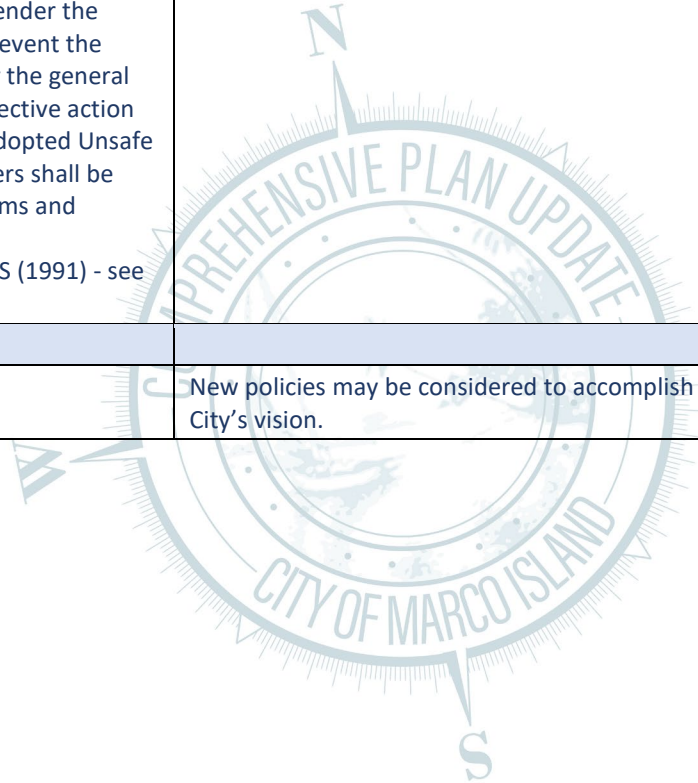 ender the
event the
the general
ective action
dopted Unsafe
ers shall be
ms and
S (1991) - see
New policies may be considered to accomplish
City’s vision.
N
COMPREHENSIVE PLAN UPDATE
W
CITY OF MARCO ISLAND
S